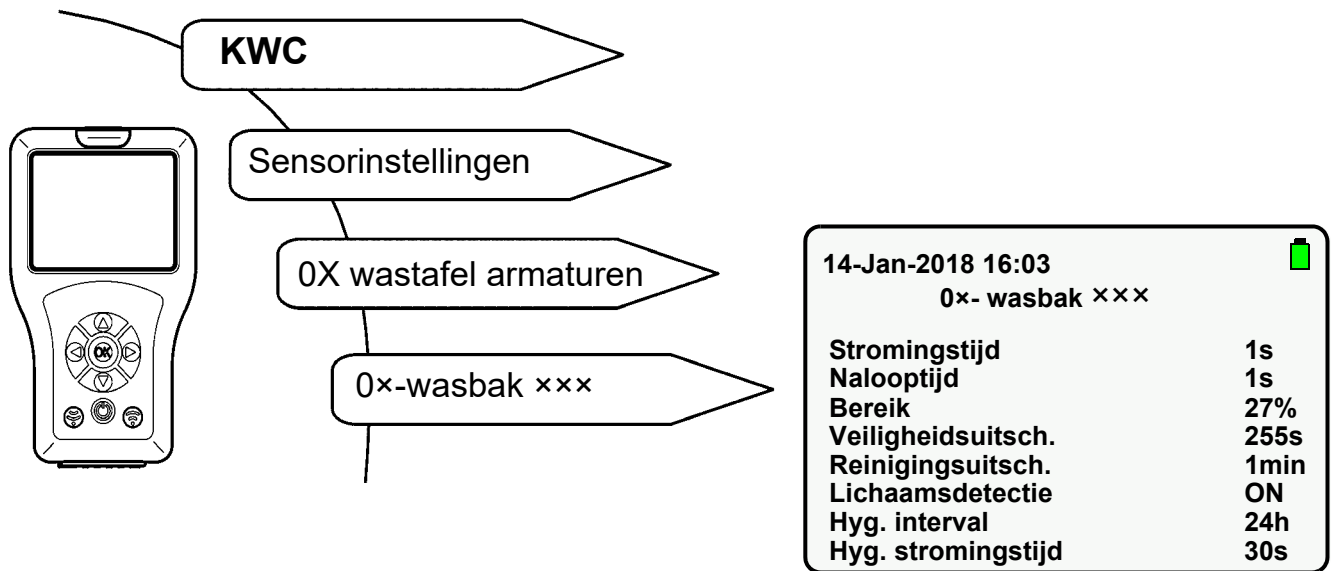 KWC
Sensorinstellingen
0X wastafel armaturen
0×-wasbak ×××
OK
14-Jan-2018 16:03
0×- wasbak ×××
Stromingstijd 1s
Nalooptijd 1s
Bereik 27%
Veiligheidsuitsch. 255s
Reinigingsuitsch. 1min
Lichaamsdetectie ON
Hyg. interval 24h
Hyg. stromingstijd 30s